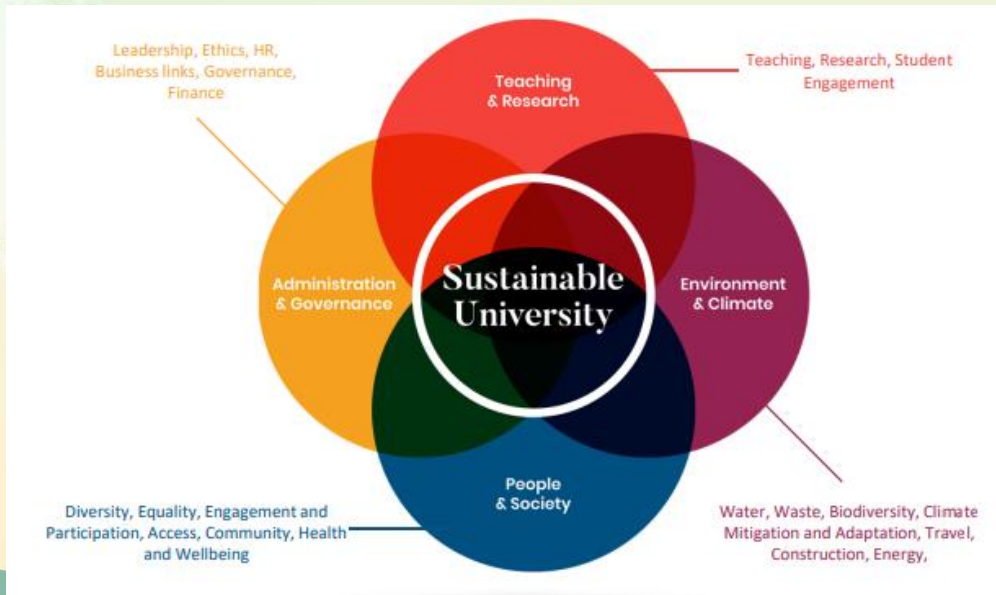 Leadership, Ethics, HR,
Business links, Governance,
Finance
Teaching, Research, Student
Engagement
Teaching
& Research
Administration
& Governance
Sustainable
University
Environment
& Climate
People
& Society
Diversity, Equality, Engagement and
Participation, Access, Community, Health
and Wellbeing
Water, Waste, Biodiversity, Climate
Mitigation and Adaptation, Travel,
Construction, Energy,